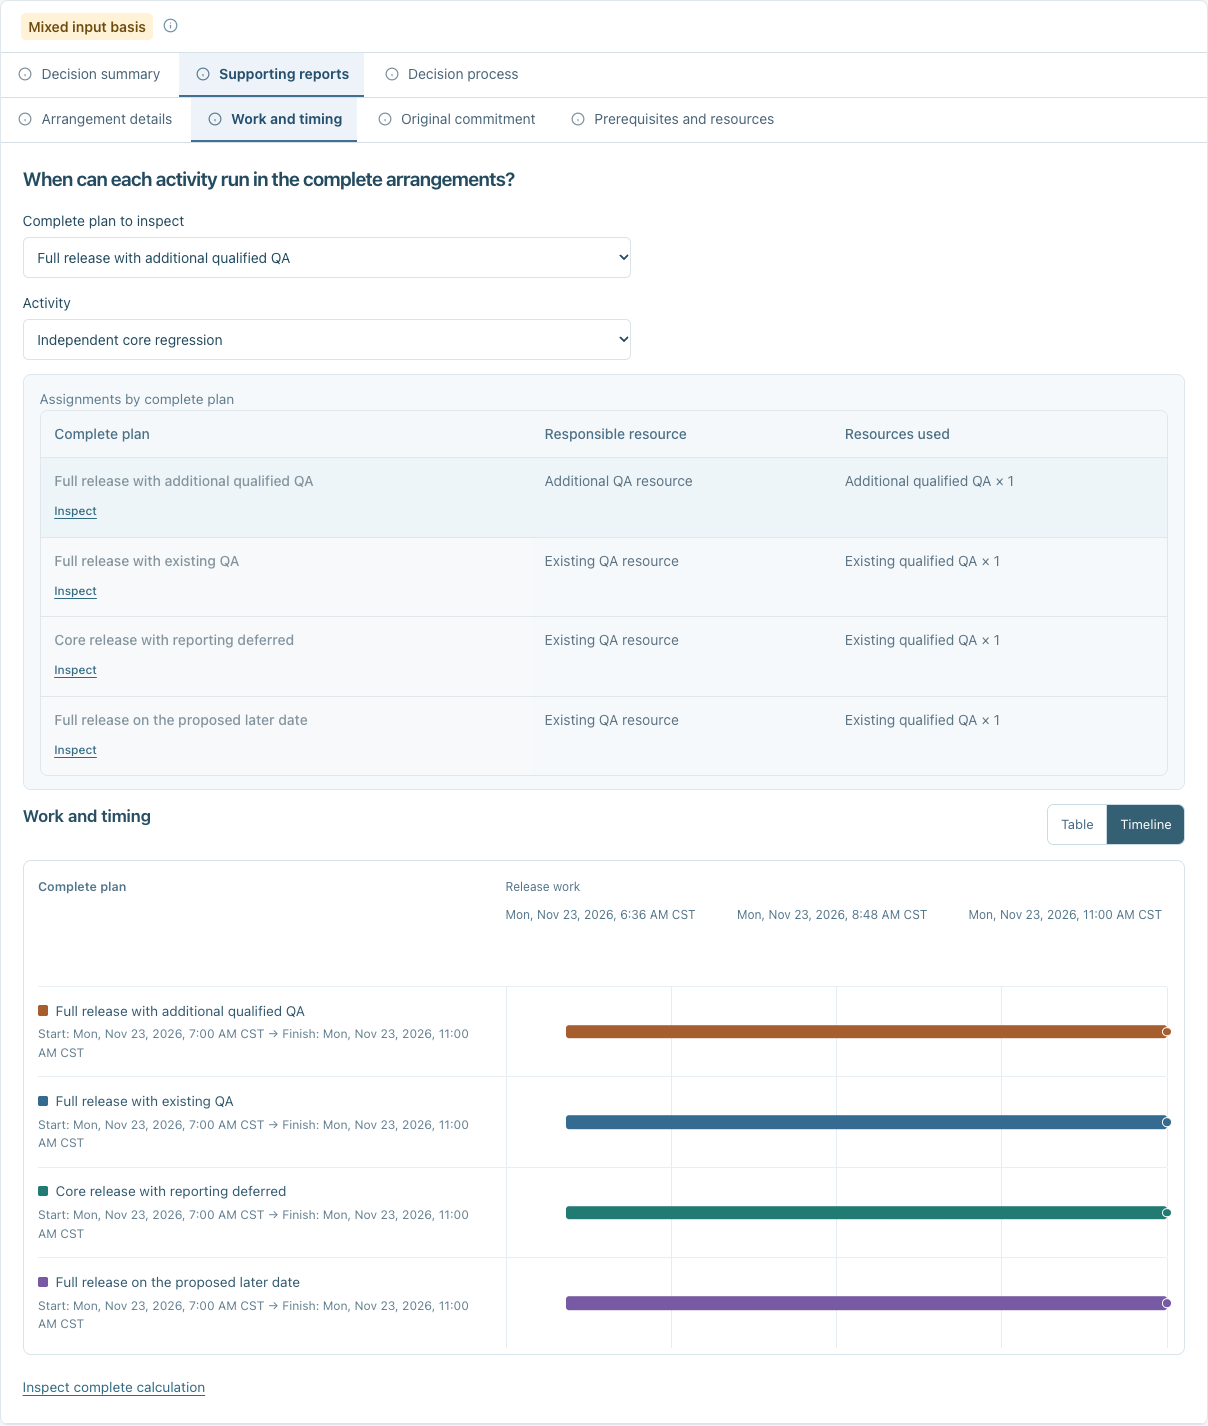 Mixed input basis
Decision summary
Supporting reports
Decision process
Arrangement details
Work and timing
Original commitment
Prerequisites and resources
When can each activity run in the complete arrangements?
Complete plan to inspect
Full release with additional qualified QA
Activity
Independent core regression
Assignments by complete plan
Complete plan Responsible resource Resources used
Full release with additional qualified QA Additional QA resource Additional qualified QA × 1
Inspect
Full release with existing QA Existing QA resource Existing qualified QA × 1
Inspect
Core release with reporting deferred Existing QA resource Existing qualified QA × 1
Inspect
Full release on the proposed later date Existing QA resource Existing qualified QA × 1
Inspect
Work and timing
Table Timeline
Complete plan Release work
Mon, Nov 23, 2026, 6:36 AM CST Mon, Nov 23, 2026, 8:48 AM CST Mon, Nov 23, 2026, 11:00 AM CST
Full release with additional qualified QA
Start: Mon, Nov 23, 2026, 7:00 AM CST → Finish: Mon, Nov 23, 2026, 11:00
AM CST
Full release with existing QA
Start: Mon, Nov 23, 2026, 7:00 AM CST → Finish: Mon, Nov 23, 2026, 11:00
AM CST
Core release with reporting deferred
Start: Mon, Nov 23, 2026, 7:00 AM CST → Finish: Mon, Nov 23, 2026, 11:00
AM CST
Full release on the proposed later date
Start: Mon, Nov 23, 2026, 7:00 AM CST → Finish: Mon, Nov 23, 2026, 11:00
AM CST
Inspect complete calculation